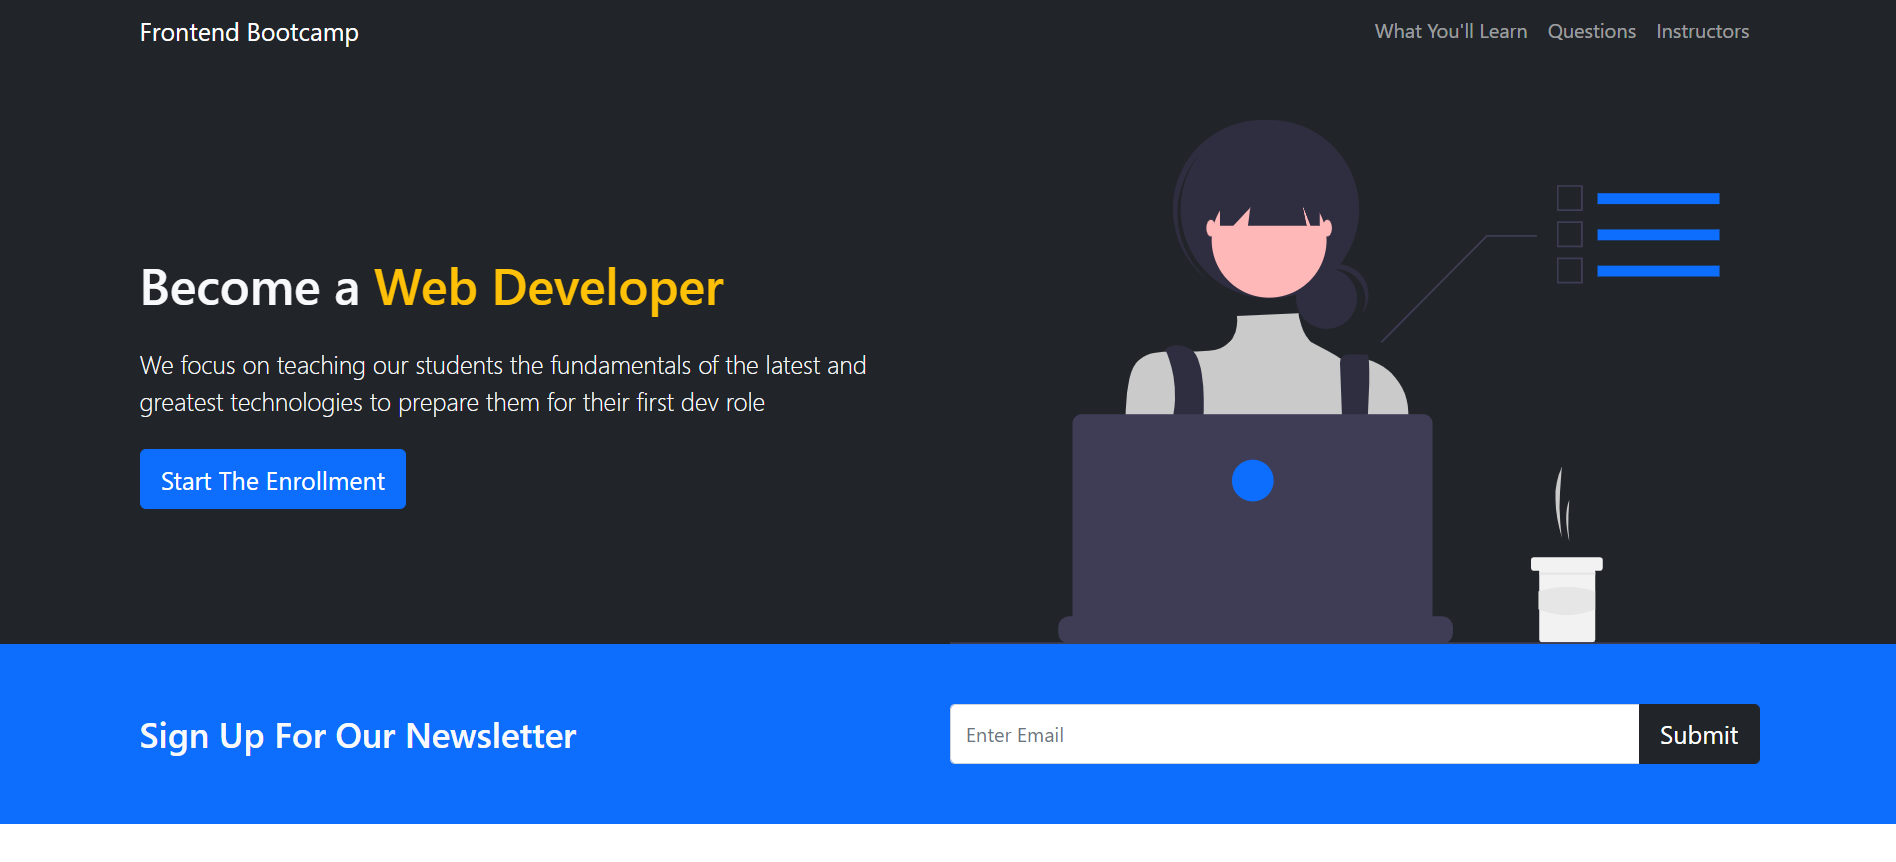 Frontend Bootcamp
What You'll Learn Questions Instructors
Become a Web Developer
We focus on teaching our students the fundamentals of the latest and
greatest technologies to prepare them for their first dev role
Start The Enrollment
Sign Up For Our Newsletter
Enter Email
Submit